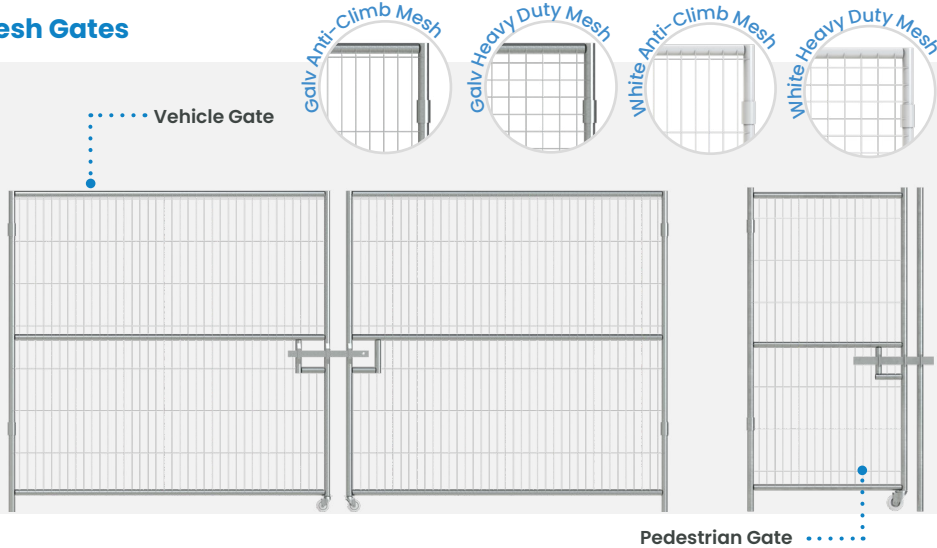 esh Gates
Galv Anti-Climb Mesh
Galv Heavy Duty Mesh
White Anti-Climb Mesh
White Heavy Duty Mesh
Vehicle Gate
Pedestrian Gate